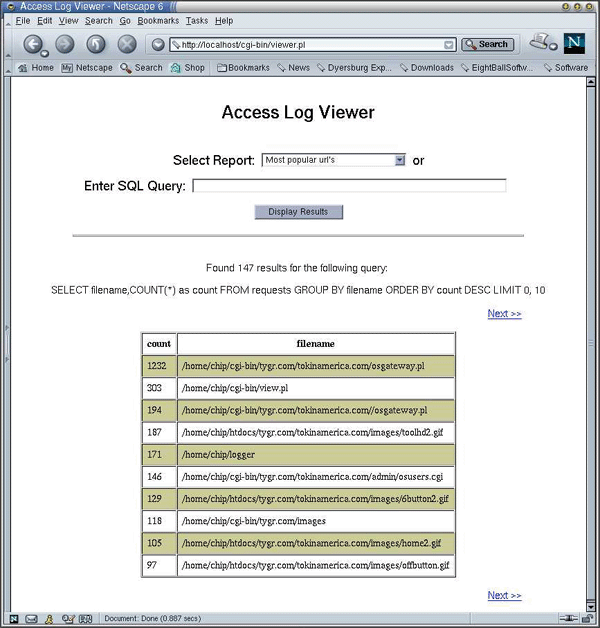 Access Log Viewer - Netscape 6
File Edit View Search Go Bookmarks Tasks Help
http://localhost/cgi-bin/viewer.pl Search N
Home My Netscape Search Shop Bookmarks News Dyersburg Exp... Downloads EightBallSoftw... Software
Access Log Viewer
Select Report: Most popular url's or
Enter SQL Query:
Display Results
Found 147 results for the following query:
SELECT filename,COUNT(*) as count FROM requests GROUP BY filename ORDER BY count DESC LIMIT 0, 10
Next >>
count filename
1232 /home/chip/cgi-bin/tygr.com/tokinamerica.com/osgateway.pl
303 /home/chip/cgi-bin/view.pl
194 /home/chip/cgi-bin/tygr.com/tokinamerica.com//osgateway.pl
187 /home/chip/htdocs/tygr.com/tokinamerica.com/images/toolhd2.gif
171 /home/chip/logger
146 /home/chip/cgi-bin/tygr.com/tokinamerica.com/admin/osusers.cgi
129 /home/chip/htdocs/tygr.com/tokinamerica.com/images/6button2.gif
118 /home/chip/cgi-bin/tygr.com/images
105 /home/chip/htdocs/tygr.com/tokinamerica.com/images/home2.gif
97 /home/chip/htdocs/tygr.com/tokinamerica.com/images/offbutton.gif
Next >>
Document: Done (0.887 secs)